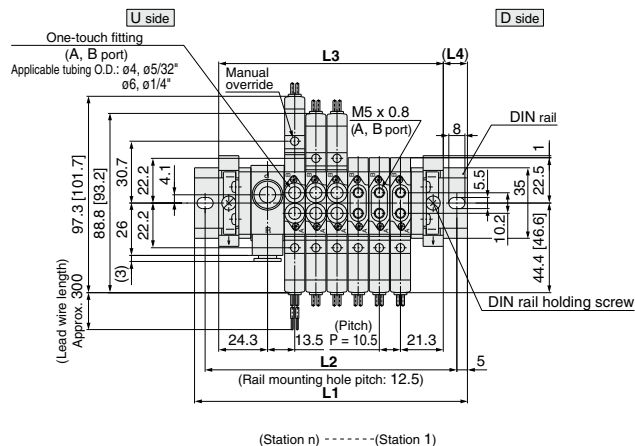 U side
D side
One-touch fitting
(A, B port)
Applicable tubing O.D.: ø4, ø5/32"
ø6, ø1/4"
L3
(L4)
Manual
override
M5 x 0.8
(A, B port)
8
DIN rail
97.3 [101.7]
88.8 [93.2]
30.7
22.2
4.1
26
22.2
(3)
1
5.5
35
22.5
10.2
44.4 [46.6]
(Lead wire length)
Approx. 300
DIN rail holding screw
24.3
13.5
(Pitch)
P = 10.5
21.3
L2
5
(Rail mounting hole pitch: 12.5)
L1
(Station n) -------(Station 1)